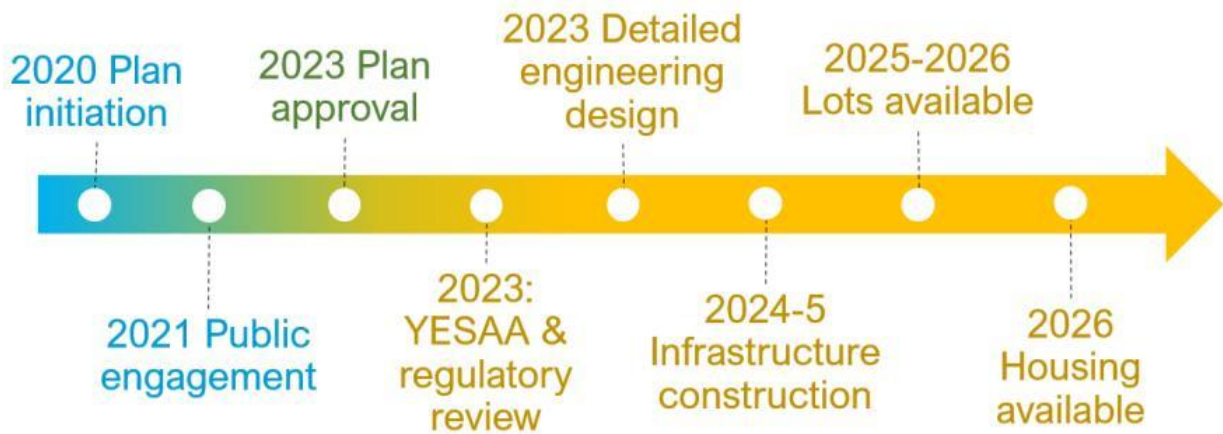 2020 Plan
initiation
2021 Public
engagement
2023 Plan
approval
2023:
YESAA &
regulatory
review
2023 Detailed
engineering
design
2024-5
Infrastructure
construction
2025-2026
Lots available
2026
Housing
available